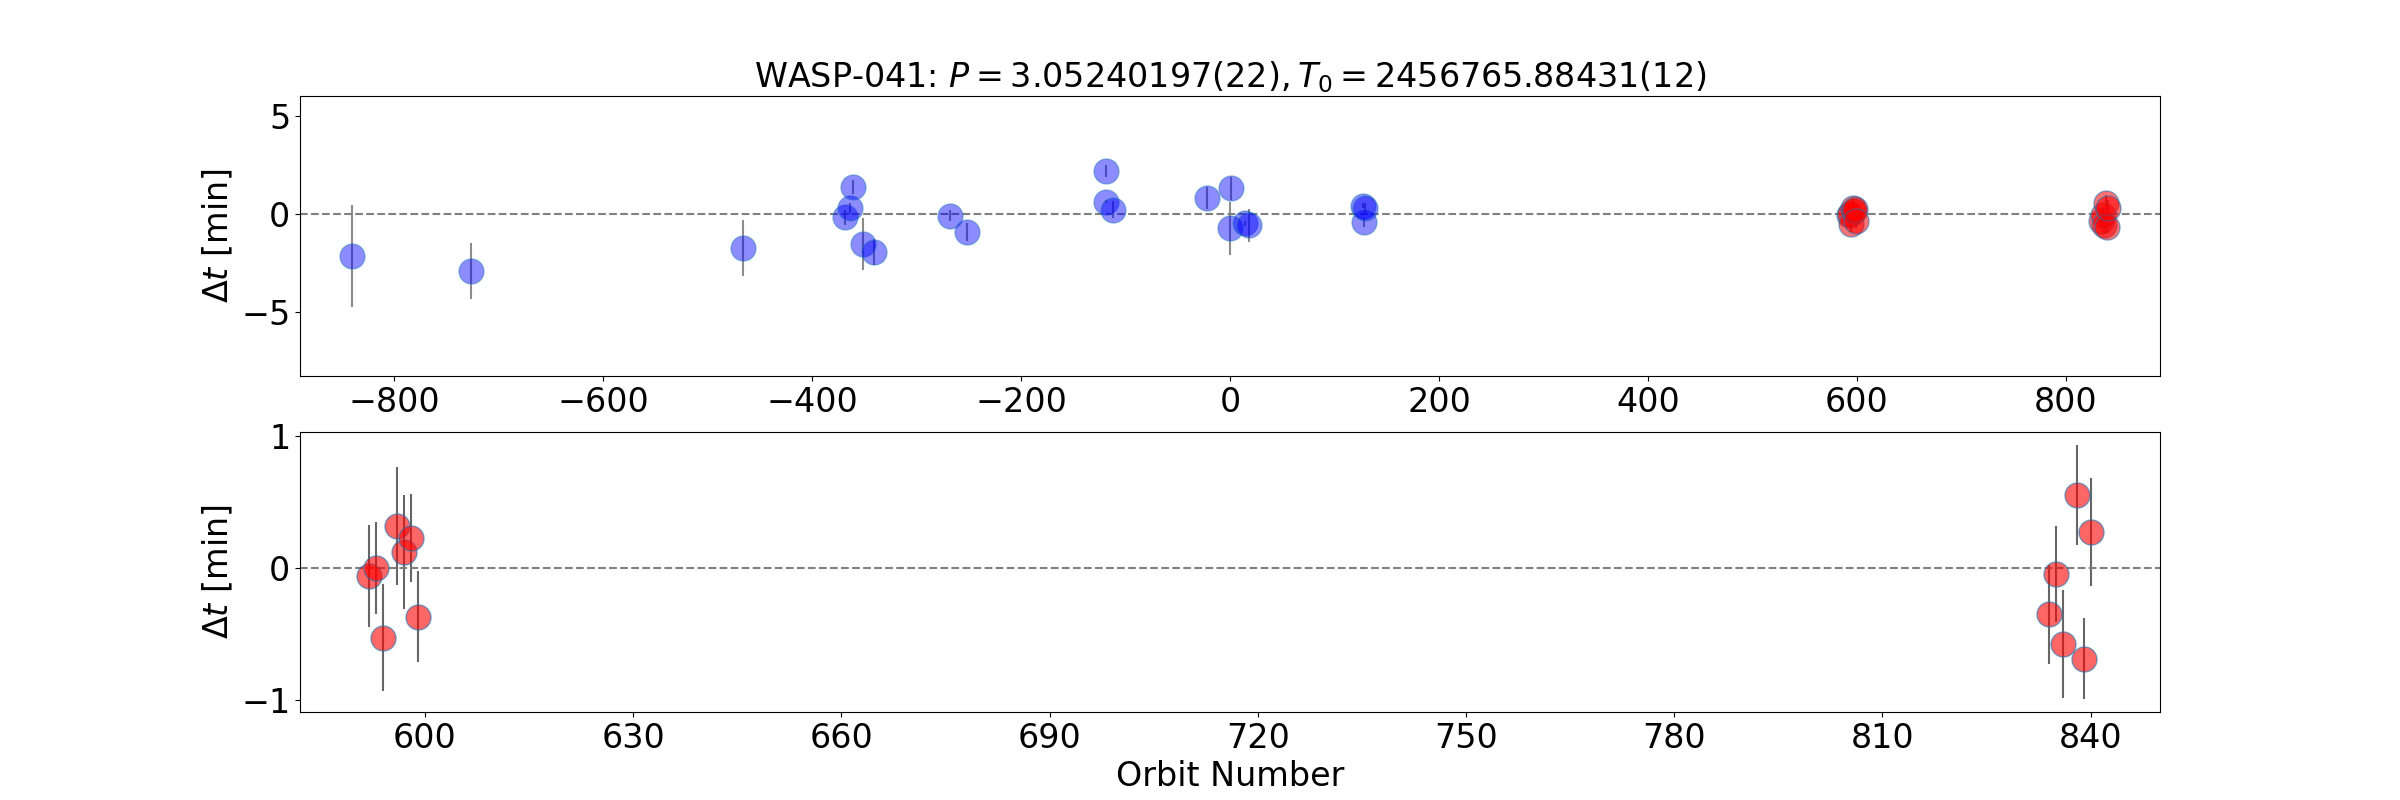 WASP-041: P = 3.05240197(22), T₀ = 2456765.88431(12)
Δt [min]
5
0
−5
−800 −600 −400 −200 0 200 400 600 800
Δt [min]
1
0
−1
600 630 660 690 720 750 780 810 840
Orbit Number